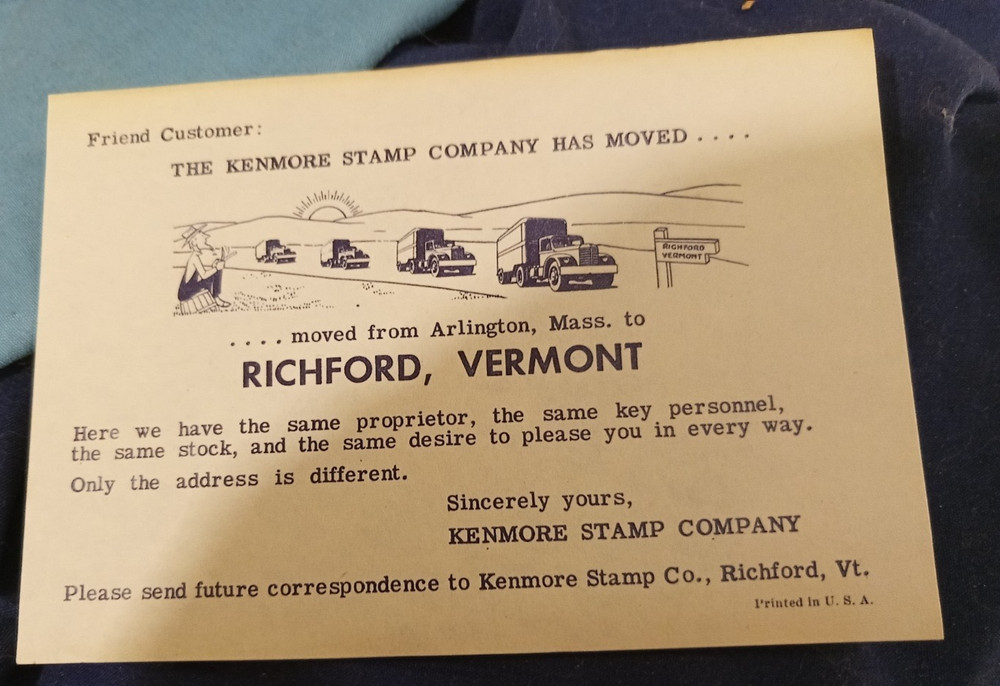 Friend Customer:
THE KENMORE STAMP COMPANY HAS MOVED ....
RICHFORD
VERMONT
.... moved from Arlington, Mass. to
RICHFORD, VERMONT
Here we have the same proprietor, the same key personnel,
the same stock, and the same desire to please you in every way.
Only the address is different.
Sincerely yours,
KENMORE STAMP COMPANY
Please send future correspondence to Kenmore Stamp Co., Richford, Vt.
Printed in U. S. A.